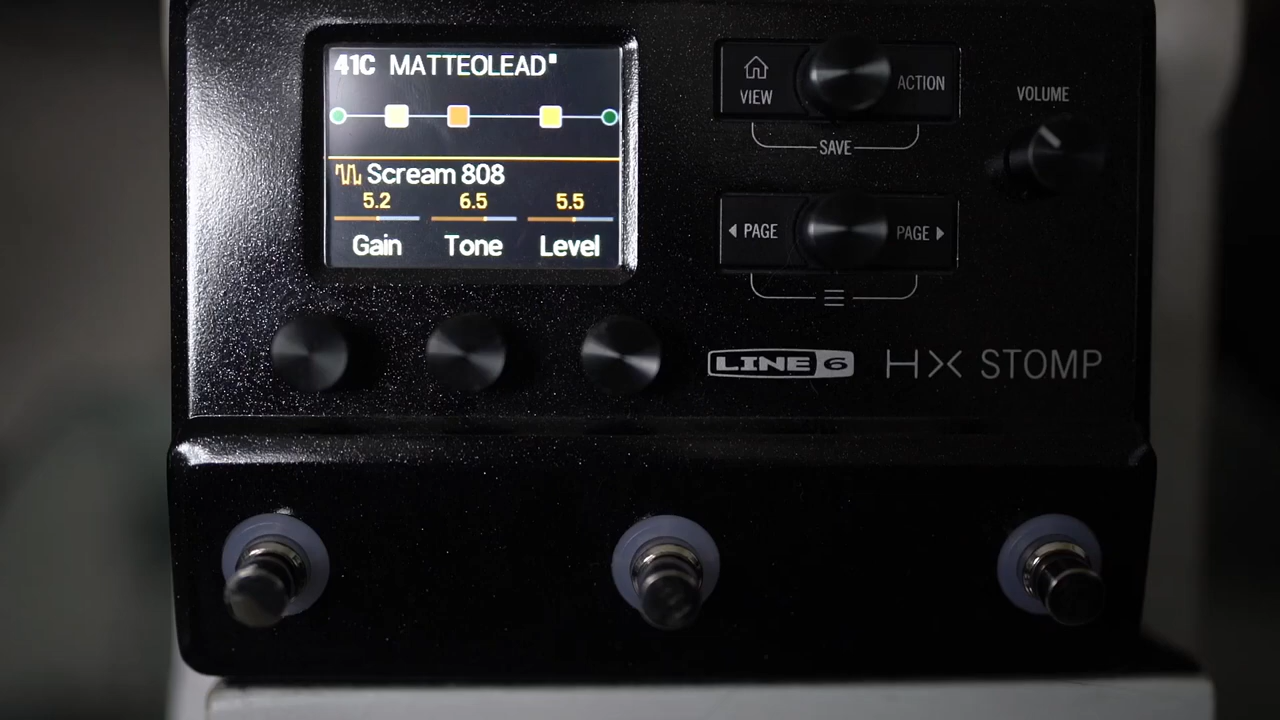 41C MATTEOLEAD
Scream 808
5.2 6.5 5.5
Gain Tone Level
VIEW
ACTION
SAVE
PAGE
PAGE
VOLUME
LINE 6
HX STOMP